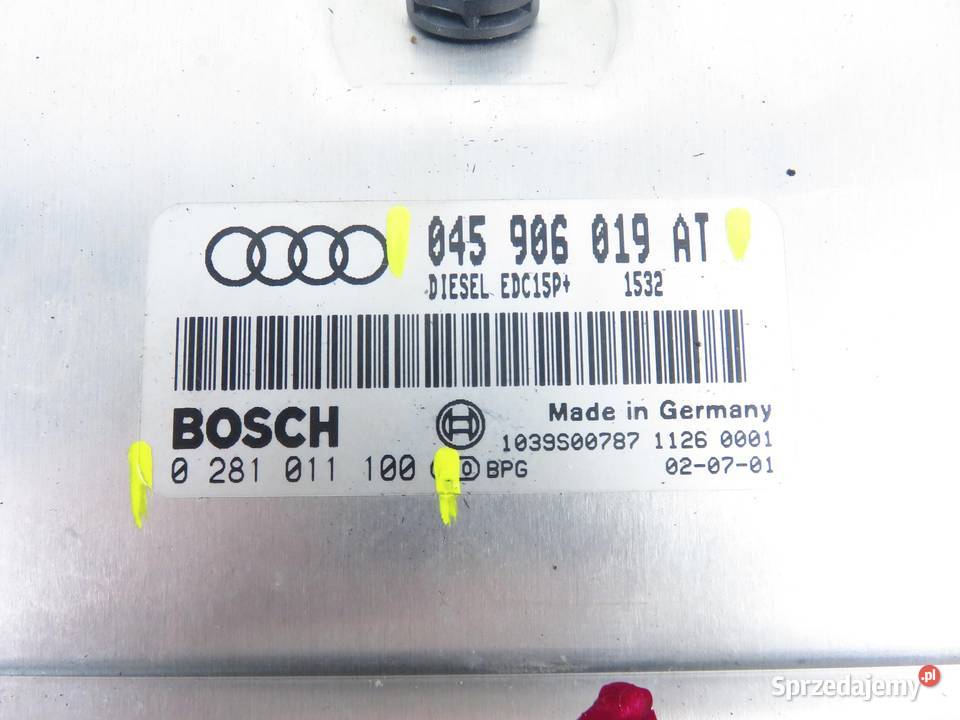 045 906 019 AT
DIESEL EDC15P+ 1532
BOSCH
Made in Germany
1039S00787 1126 0001
0 281 011 100 BPG 02-07-01
Sprzedajemy.pl